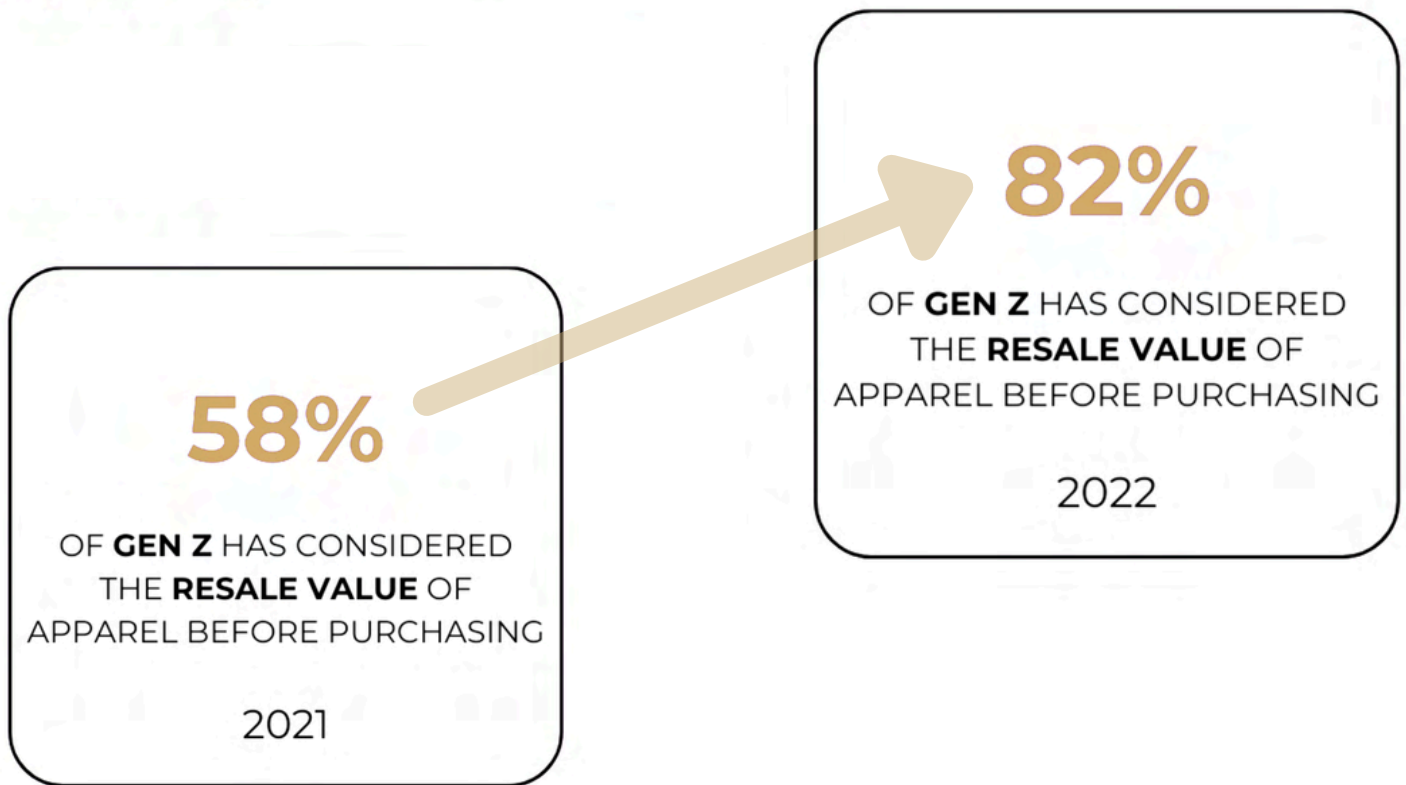 58%
OF GEN Z HAS CONSIDERED
THE RESALE VALUE OF
APPAREL BEFORE PURCHASING
2021
82%
OF GEN Z HAS CONSIDERED
THE RESALE VALUE OF
APPAREL BEFORE PURCHASING
2022